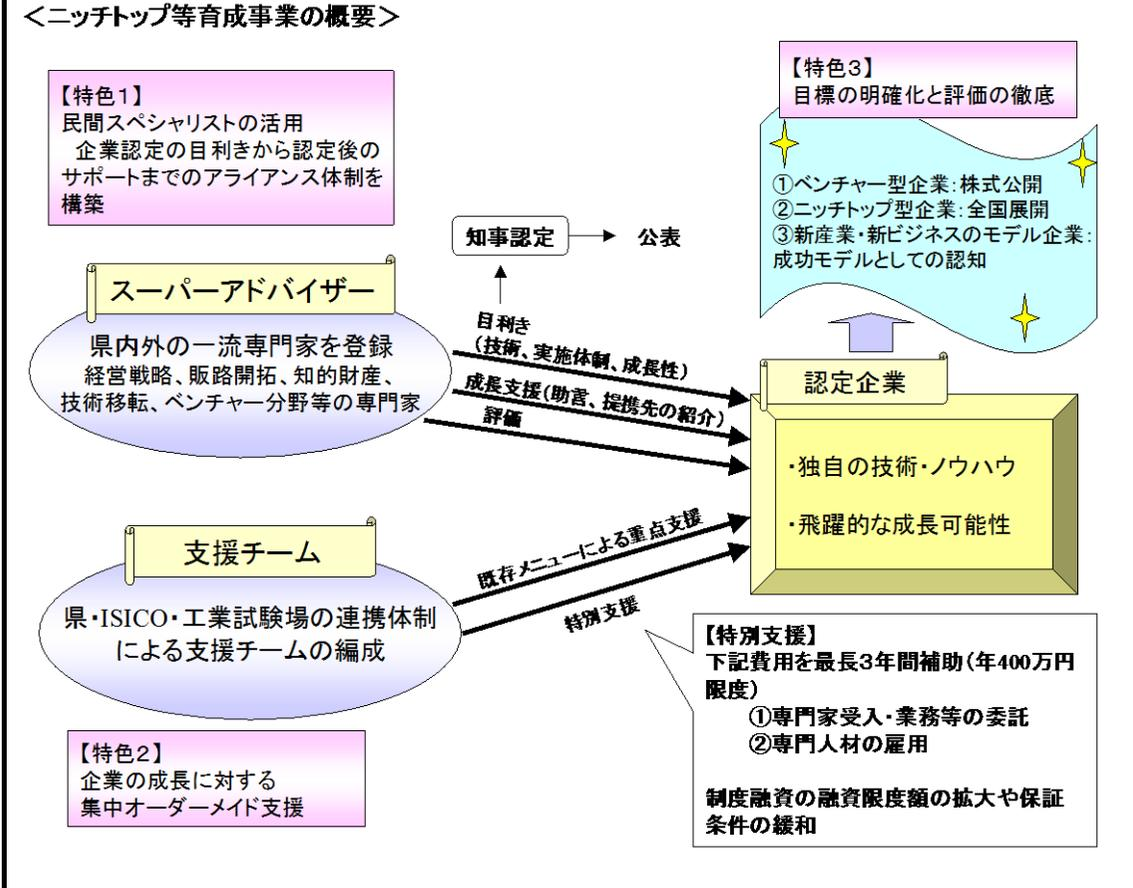 ＜ニッチトップ等育成事業の概要＞
【特色１】
民間スペシャリストの活用
企業認定の目利きから認定後の
サポートまでのアライアンス体制を
構築
【特色３】
目標の明確化と評価の徹底
①ベンチャー型企業：株式公開
②ニッチトップ型企業：全国展開
③新産業・新ビジネスのモデル企業：
成功モデルとしての認知
知事認定
公表
スーパーアドバイザー
県内外の一流専門家を登録
経営戦略、販路開拓、知的財産、
技術移転、ベンチャー分野等の専門家
目利き
（技術、実施体制、成長性）
成長支援（助言、提携先の紹介）
評価
認定企業
・独自の技術・ノウハウ
・飛躍的な成長可能性
支援チーム
県・ISICO・工業試験場の連携体制
による支援チームの編成
既存メニューによる重点支援
特別支援
【特別支援】
下記費用を最長３年間補助（年400万円
限度）
①専門家受入・業務等の委託
②専門人材の雇用
制度融資の融資限度額の拡大や保証
条件の緩和
【特色２】
企業の成長に対する
集中オーダーメイド支援